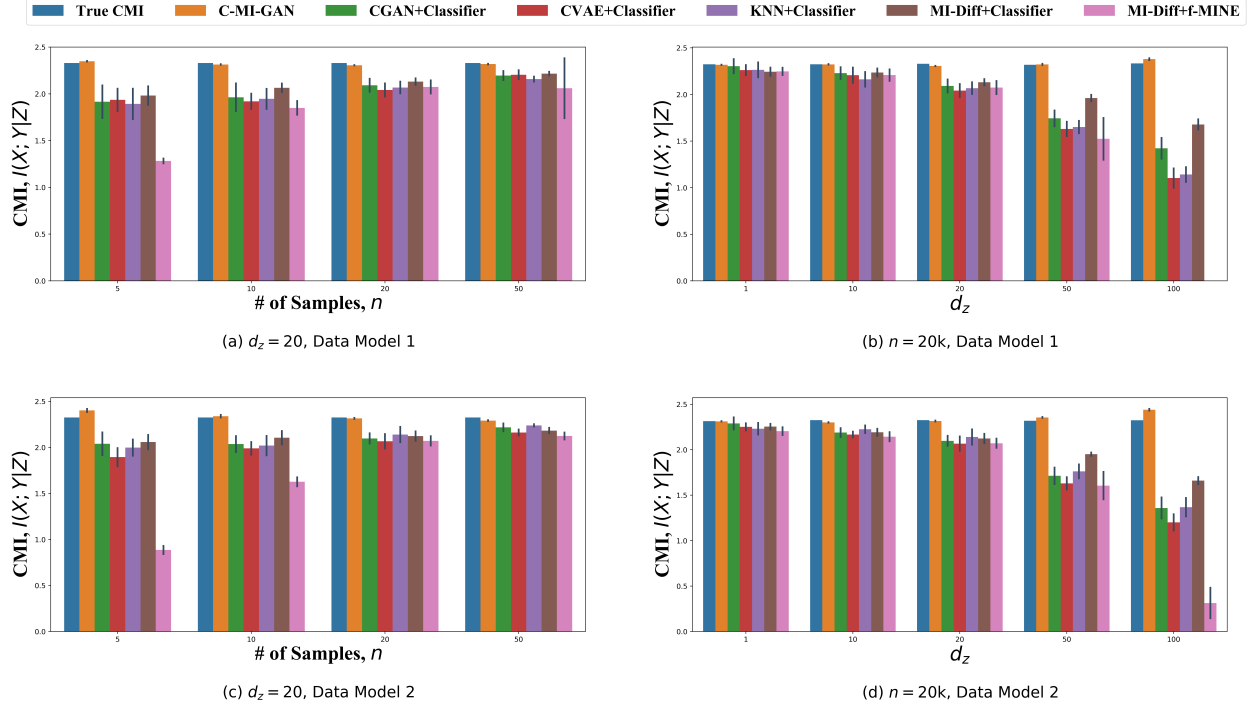 True CMI C-MI-GAN CGAN+Classifier CVAE+Classifier KNN+Classifier MI-Diff+Classifier MI-Diff+f-MINE
2.5
2.0
1.5
1.0
0.5
0.0
CMI, I(X; Y|Z)
5 10 20 50
# of Samples, n
(a) d_z = 20, Data Model 1
2.5
2.0
1.5
1.0
0.5
0.0
CMI, I(X; Y|Z)
1 10 20 50 100
d_z
(b) n = 20k, Data Model 1
2.5
2.0
1.5
1.0
0.5
0.0
CMI, I(X; Y|Z)
5 10 20 50
# of Samples, n
(c) d_z = 20, Data Model 2
2.5
2.0
1.5
1.0
0.5
0.0
CMI, I(X; Y|Z)
1 10 20 50 100
d_z
(d) n = 20k, Data Model 2